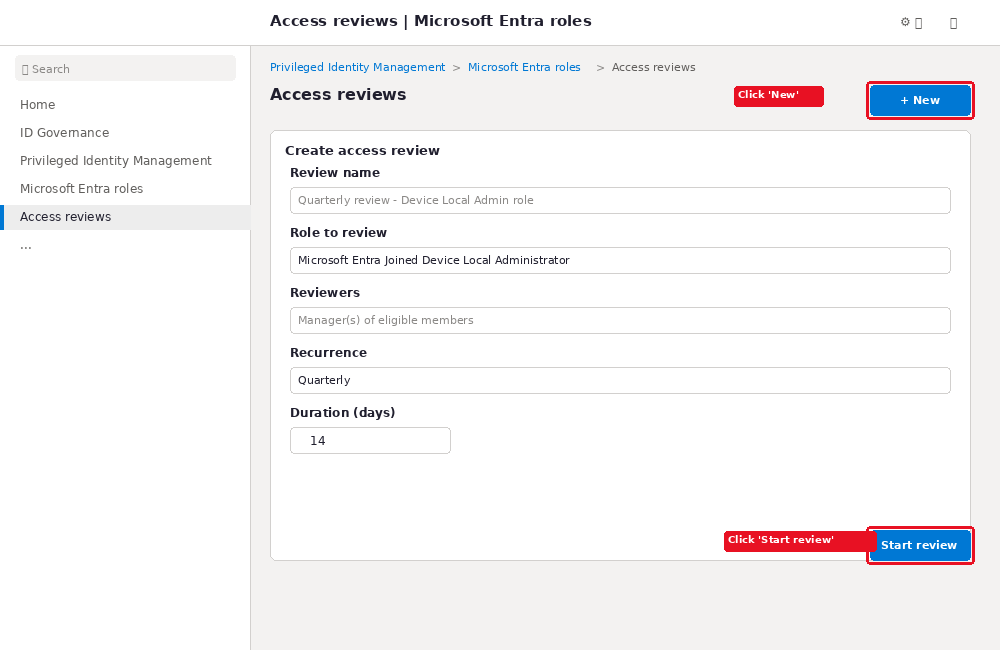 Access reviews | Microsoft Entra roles
Search
Home
ID Governance
Privileged Identity Management
Microsoft Entra roles
Access reviews
...
Privileged Identity Management > Microsoft Entra roles > Access reviews
Access reviews
Click 'New'
+ New
Create access review
Review name
Quarterly review - Device Local Admin role
Role to review
Microsoft Entra Joined Device Local Administrator
Reviewers
Manager(s) of eligible members
Recurrence
Quarterly
Duration (days)
14
Click 'Start review'
Start review